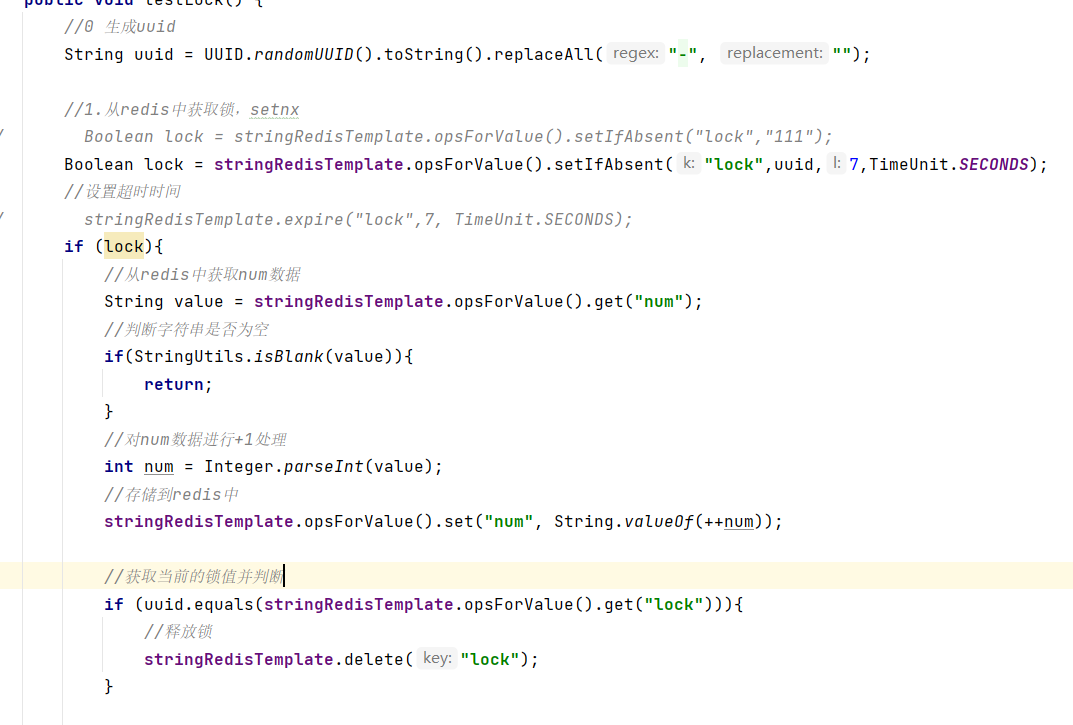 public void testLock() {
//0 生成uuid
String uuid = UUID.randomUUID().toString().replaceAll( regex: "-", replacement: "");
//1.从redis中获取锁，setnx
/ Boolean lock = stringRedisTemplate.opsForValue().setIfAbsent("lock","111");
Boolean lock = stringRedisTemplate.opsForValue().setIfAbsent( k: "lock",uuid, l: 7,TimeUnit.SECONDS);
//设置超时时间
/ stringRedisTemplate.expire("lock",7, TimeUnit.SECONDS);
if (lock){
//从redis中获取num数据
String value = stringRedisTemplate.opsForValue().get("num");
//判断字符串是否为空
if(StringUtils.isBlank(value)){
return;
}
//对num数据进行+1处理
int num = Integer.parseInt(value);
//存储到redis中
stringRedisTemplate.opsForValue().set("num", String.valueOf(++num));
//获取当前的锁值并判断
if (uuid.equals(stringRedisTemplate.opsForValue().get("lock"))){
//释放锁
stringRedisTemplate.delete( key: "lock");
}